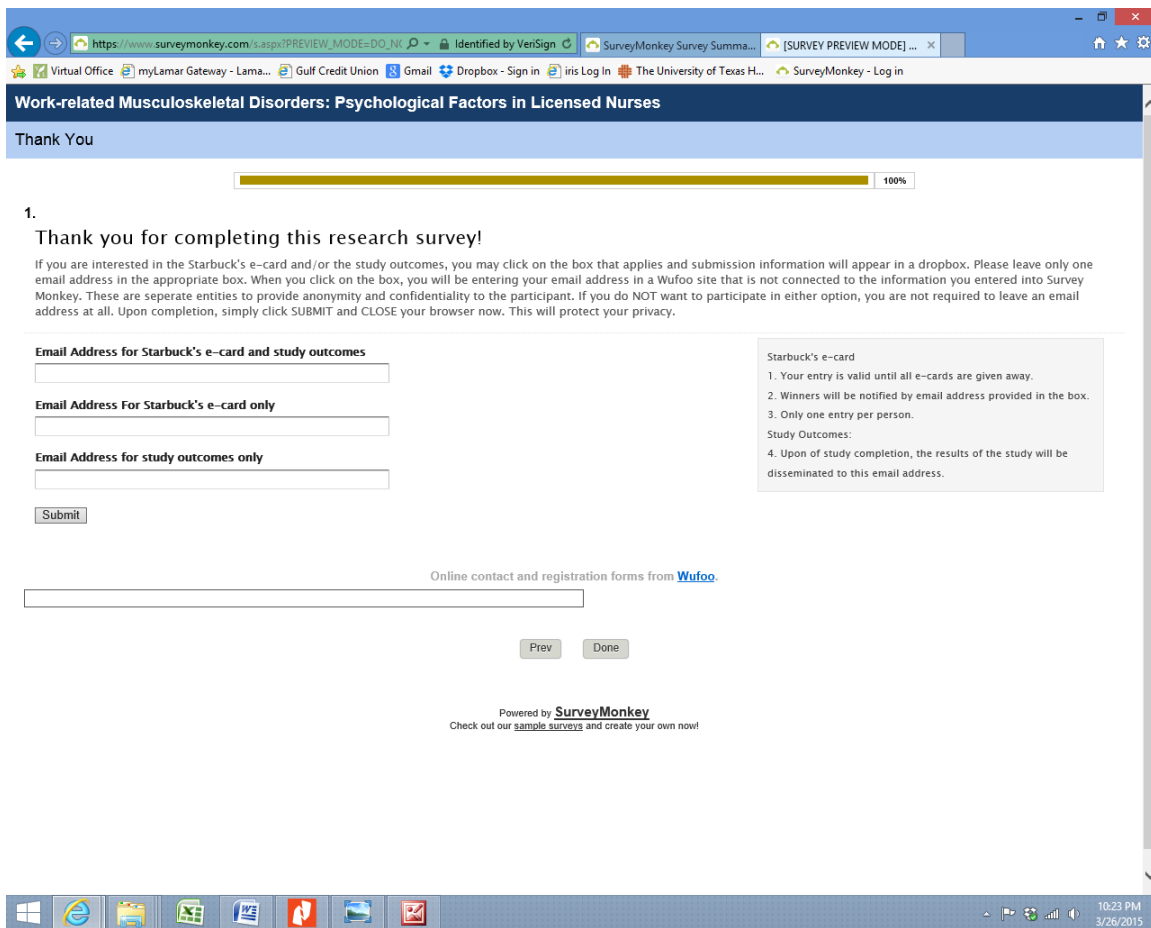 https://www.surveymonkey.com/s.aspx?PREVIEW_MODE=DO_NO Identified by VeriSign SurveyMonkey Survey Summa... [SURVEY PREVIEW MODE] ...
Virtual Office myLamar Gateway - Lama... Gulf Credit Union Gmail Dropbox - Sign in iris Log In The University of Texas H... SurveyMonkey - Log in
Work-related Musculoskeletal Disorders: Psychological Factors in Licensed Nurses
Thank You
100%
1.
Thank you for completing this research survey!
If you are interested in the Starbuck's e-card and/or the study outcomes, you may click on the box that applies and submission information will appear in a dropbox. Please leave only one
email address in the appropriate box. When you click on the box, you will be entering your email address in a Wufoo site that is not connected to the information you entered into Survey
Monkey. These are seperate entities to provide anonymity and confidentiality to the participant. If you do NOT want to participate in either option, you are not required to leave an email
address at all. Upon completion, simply click SUBMIT and CLOSE your browser now. This will protect your privacy.
Email Address for Starbuck's e-card and study outcomes
Email Address For Starbuck's e-card only
Email Address for study outcomes only
Submit
Starbuck's e-card
1. Your entry is valid until all e-cards are given away.
2. Winners will be notified by email address provided in the box.
3. Only one entry per person.
Study Outcomes:
4. Upon of study completion, the results of the study will be
disseminated to this email address.
Online contact and registration forms from Wufoo.
Prev Done
Powered by SurveyMonkey
Check out our sample surveys and create your own now!
10:23 PM
3/26/2015